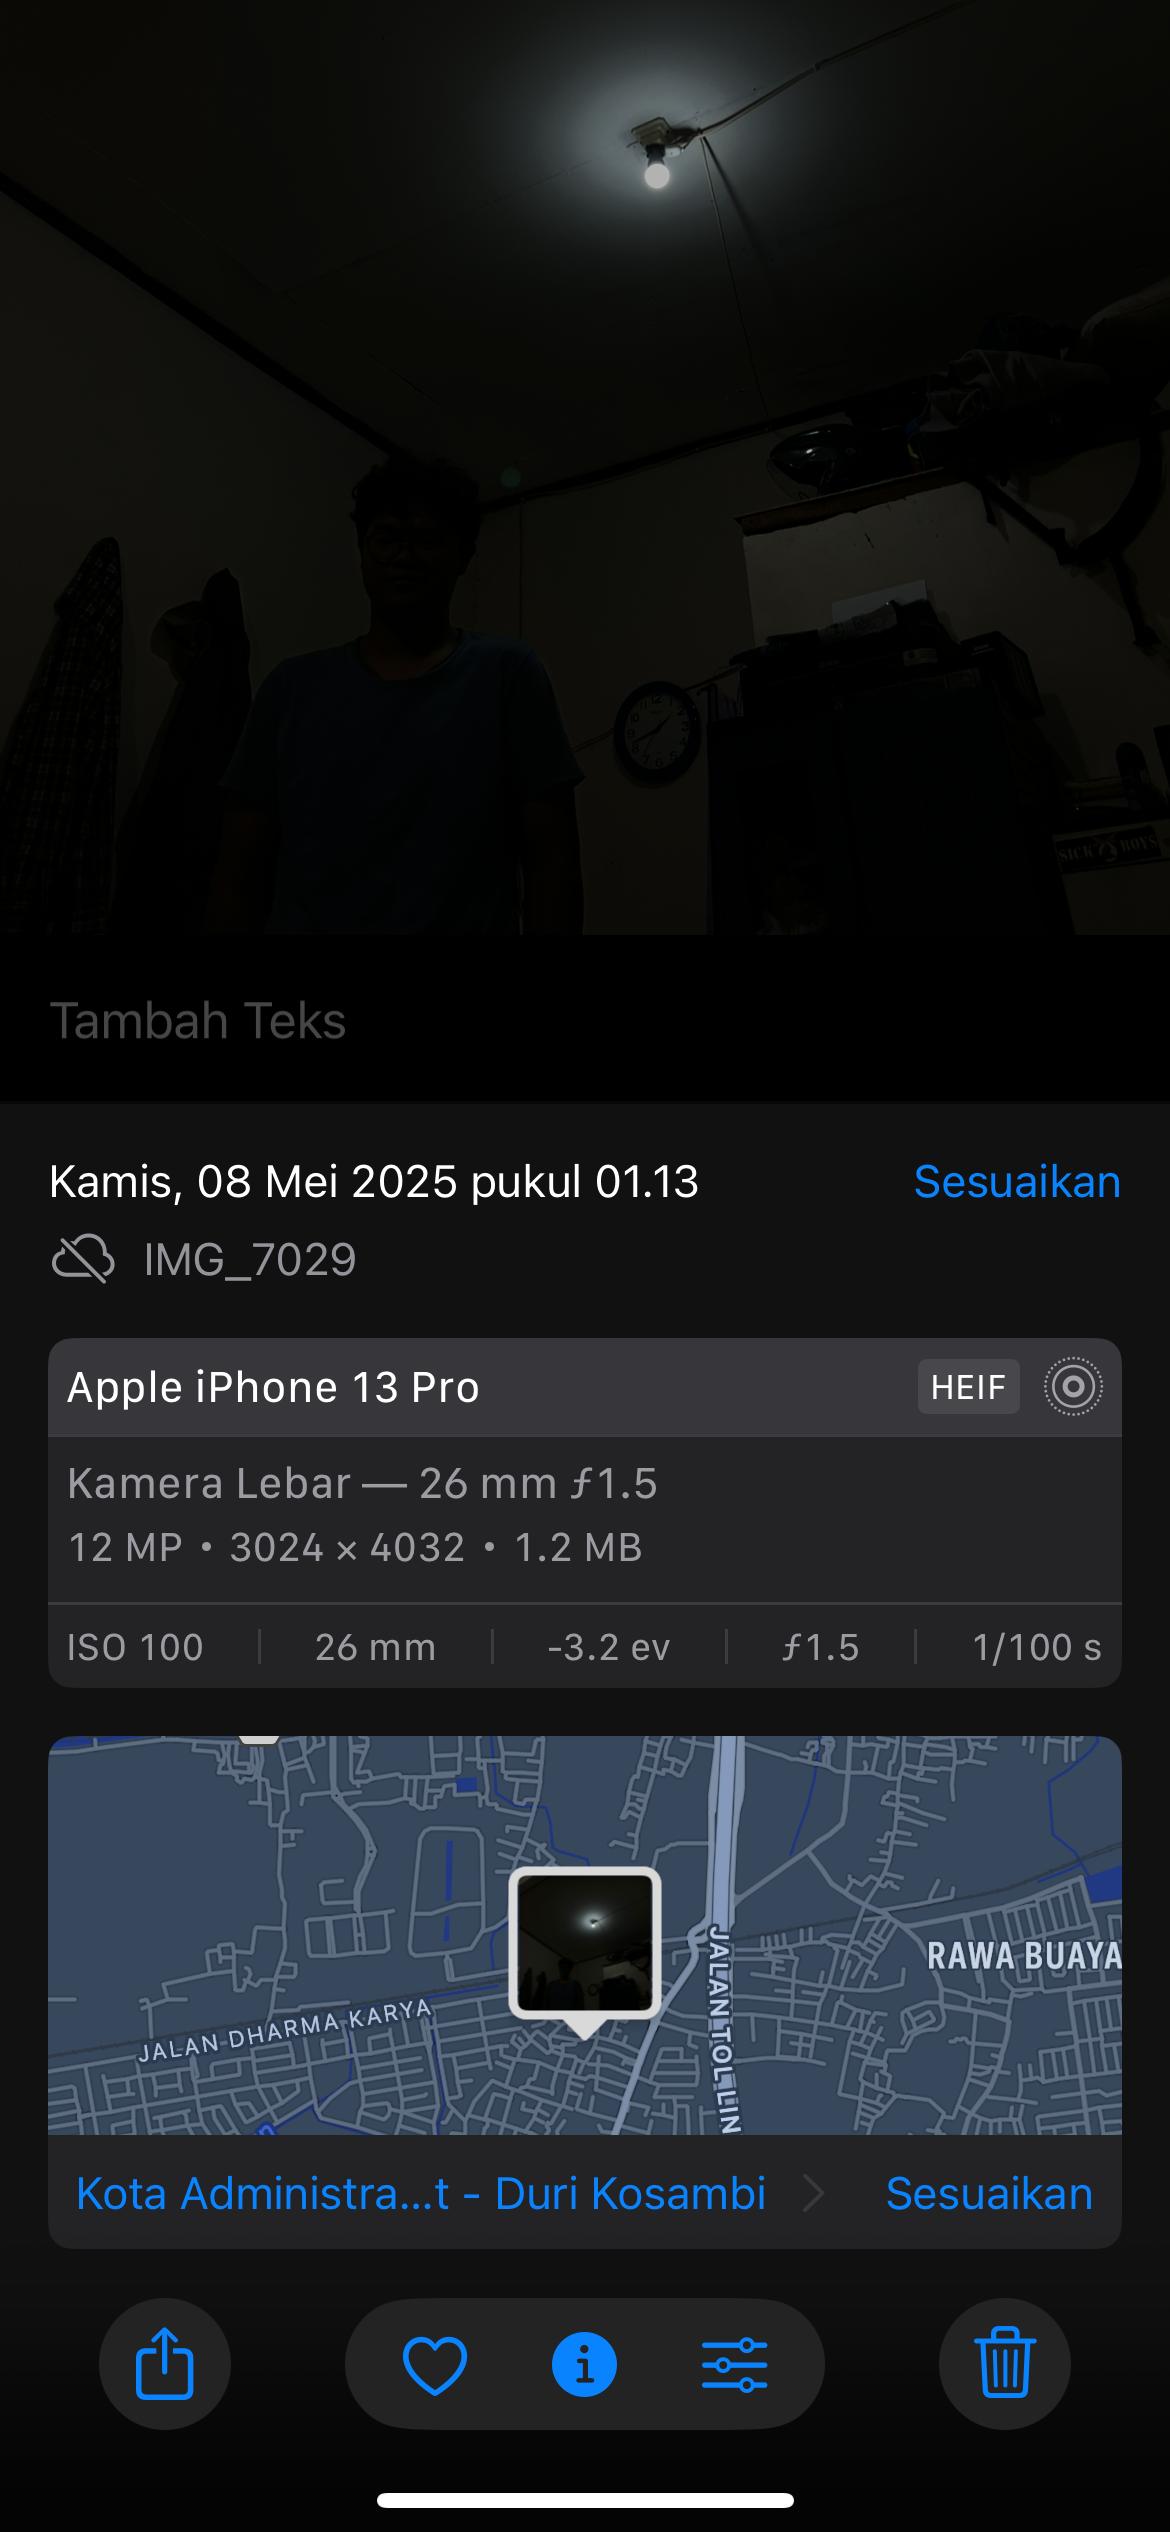 SICK BOYS
Tambah Teks
Kamis, 08 Mei 2025 pukul 01.13
Sesuaikan
IMG_7029
Apple iPhone 13 Pro
HEIF
Kamera Lebar — 26 mm ƒ1.5
12 MP • 3024 × 4032 • 1.2 MB
ISO 100
26 mm
-3.2 ev
ƒ1.5
1/100 s
RAWA BUAYA
JALAN DHARMA KARYA
JALAN TOL LIN
Kota Administra...t - Duri Kosambi
Sesuaikan